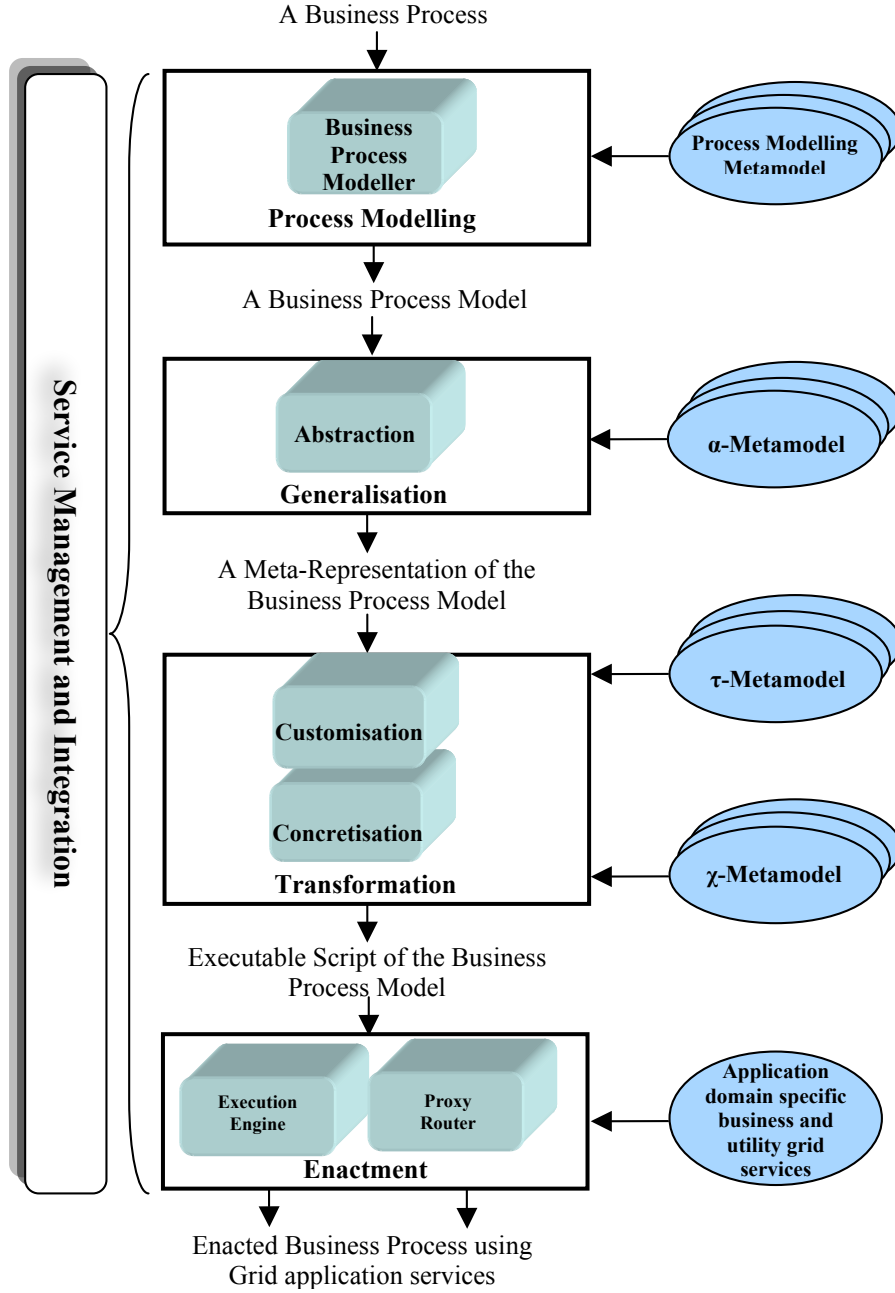 A Business Process
Business
Process
Modeller
Process Modelling
Process Modelling
Metamodel
A Business Process Model
Abstraction
Generalisation
α-Metamodel
A Meta-Representation of the
Business Process Model
Customisation
Concretisation
Transformation
τ-Metamodel
χ-Metamodel
Executable Script of the Business
Process Model
Execution
Engine
Proxy
Router
Enactment
Application
domain specific
business and
utility grid
services
Enacted Business Process using
Grid application services
Service Management and Integration